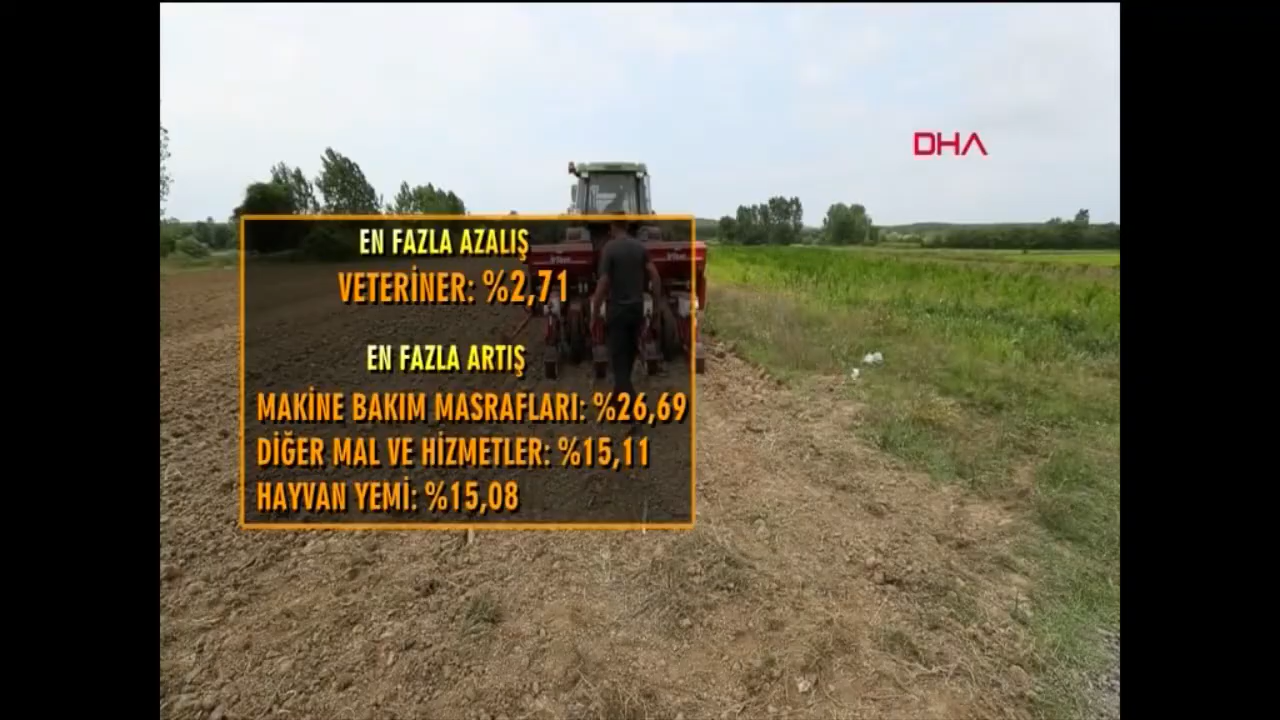 DHA
EN FAZLA AZALIŞ
VETERİNER: %2,71
EN FAZLA ARTIŞ
MAKİNE BAKIM MASRAFLARI: %26,69
DİĞER MAL VE HİZMETLER: %15,11
HAYVAN YEMİ: %15,08